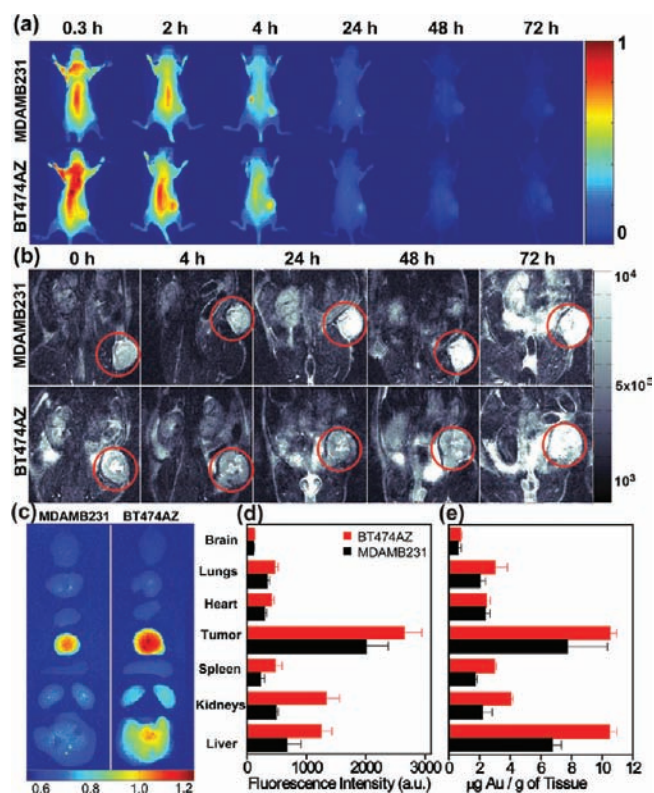 (a) 0.3 h 2 h 4 h 24 h 48 h 72 h
MDAMB231
BT474AZ
1
0
(b) 0 h 4 h 24 h 48 h 72 h
MDAMB231
BT474AZ
10⁴
5x10³
10³
(c) MDAMB231 BT474AZ (d) (e)
Brain
Lungs
Heart
Tumor
Spleen
Kidneys
Liver
BT474AZ
MDAMB231
0.6 0.8 1.0 1.2
0 1000 2000 3000
Fluorescence Intensity (a.u.)
0 2 4 6 8 10 12
µg Au / g of Tissue